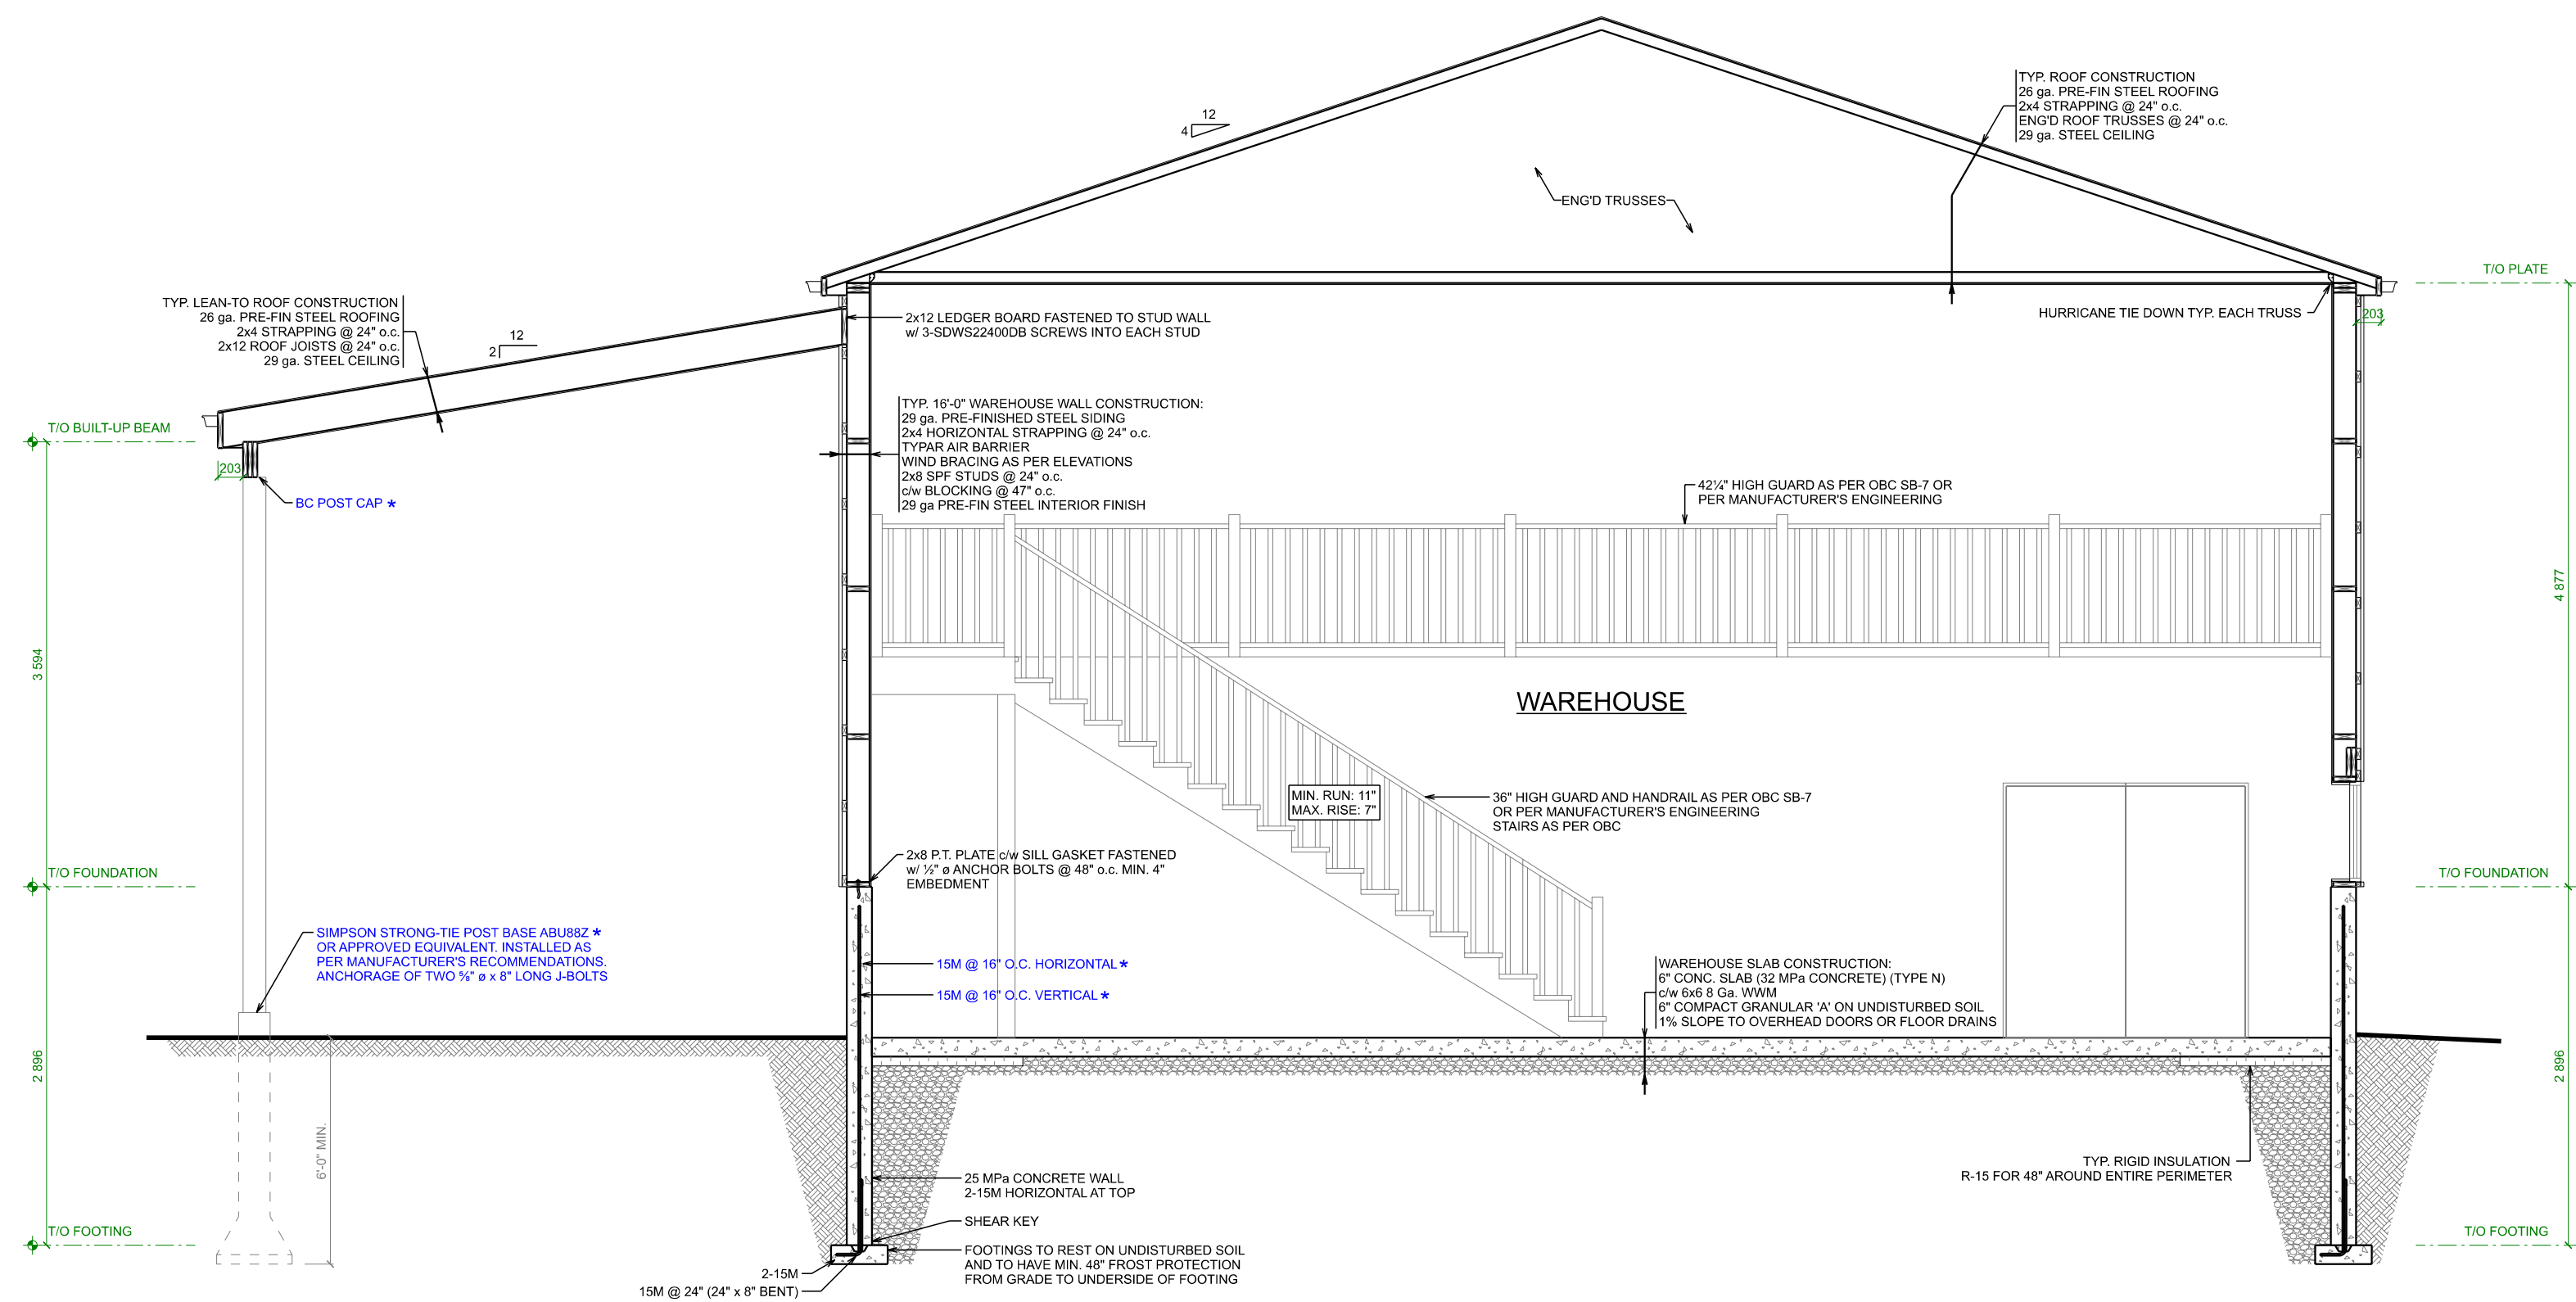 12
4
TYP. ROOF CONSTRUCTION
26 ga. PRE-FIN STEEL ROOFING
2x4 STRAPPING @ 24" o.c.
ENG'D ROOF TRUSSES @ 24" o.c.
29 ga. STEEL CEILING
ENG'D TRUSSES
T/O PLATE
TYP. LEAN-TO ROOF CONSTRUCTION
26 ga. PRE-FIN STEEL ROOFING
2x4 STRAPPING @ 24" o.c.
2x12 ROOF JOISTS @ 24" o.c.
29 ga. STEEL CEILING
12
2
2x12 LEDGER BOARD FASTENED TO STUD WALL
w/ 3-SDWS22400DB SCREWS INTO EACH STUD
HURRICANE TIE DOWN TYP. EACH TRUSS
203
TYP. 16'-0" WAREHOUSE WALL CONSTRUCTION:
29 ga. PRE-FINISHED STEEL SIDING
2x4 HORIZONTAL STRAPPING @ 24" o.c.
TYPAR AIR BARRIER
WIND BRACING AS PER ELEVATIONS
2x8 SPF STUDS @ 24" o.c.
c/w BLOCKING @ 47" o.c.
29 ga PRE-FIN STEEL INTERIOR FINISH
T/O BUILT-UP BEAM
203
BC POST CAP *
42¼" HIGH GUARD AS PER OBC SB-7 OR
PER MANUFACTURER'S ENGINEERING
4 877
3 594
WAREHOUSE
MIN. RUN: 11"
MAX. RISE: 7"
36" HIGH GUARD AND HANDRAIL AS PER OBC SB-7
OR PER MANUFACTURER'S ENGINEERING
STAIRS AS PER OBC
2x8 P.T. PLATE c/w SILL GASKET FASTENED
w/ ½" ø ANCHOR BOLTS @ 48" o.c. MIN. 4"
EMBEDMENT
T/O FOUNDATION
T/O FOUNDATION
SIMPSON STRONG-TIE POST BASE ABU88Z *
OR APPROVED EQUIVALENT. INSTALLED AS
PER MANUFACTURER'S RECOMMENDATIONS.
ANCHORAGE OF TWO ⅝" ø x 8" LONG J-BOLTS
15M @ 16" O.C. HORIZONTAL *
15M @ 16" O.C. VERTICAL *
WAREHOUSE SLAB CONSTRUCTION:
6" CONC. SLAB (32 MPa CONCRETE) (TYPE N)
c/w 6x6 8 Ga. WWM
6" COMPACT GRANULAR 'A' ON UNDISTURBED SOIL
1% SLOPE TO OVERHEAD DOORS OR FLOOR DRAINS
2 896
2 896
6'-0" MIN.
TYP. RIGID INSULATION
R-15 FOR 48" AROUND ENTIRE PERIMETER
25 MPa CONCRETE WALL
2-15M HORIZONTAL AT TOP
SHEAR KEY
T/O FOOTING
T/O FOOTING
FOOTINGS TO REST ON UNDISTURBED SOIL
AND TO HAVE MIN. 48" FROST PROTECTION
FROM GRADE TO UNDERSIDE OF FOOTING
2-15M
15M @ 24" (24" x 8" BENT)